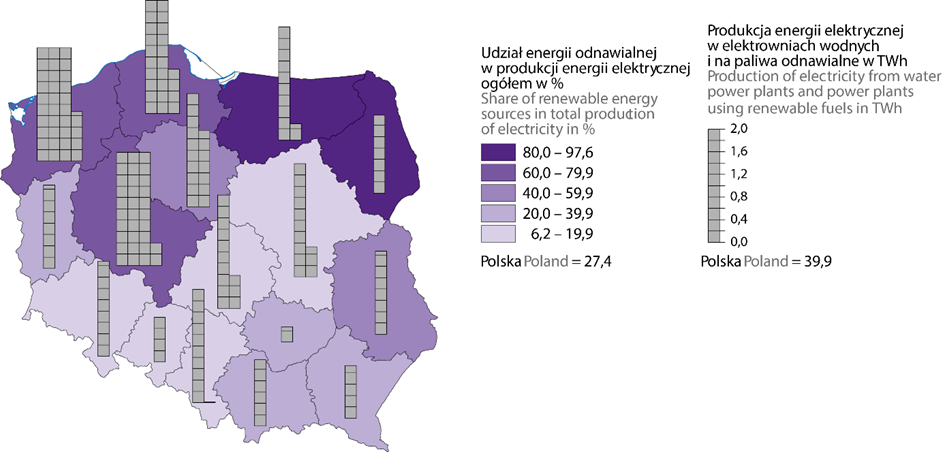 Udział energii odnawialnej
w produkcji energii elektrycznej
ogółem w %
Share of renewable energy
sources in total production
of electricity in %
80,0 – 97,6
60,0 – 79,9
40,0 – 59,9
20,0 – 39,9
6,2 – 19,9
Polska Poland = 27,4
Produkcja energii elektrycznej
w elektrowniach wodnych
i na paliwa odnawialne w TWh
Production of electricity from water
power plants and power plants
using renewable fuels in TWh
2,0
1,6
1,2
0,8
0,4
0,0
Polska Poland = 39,9